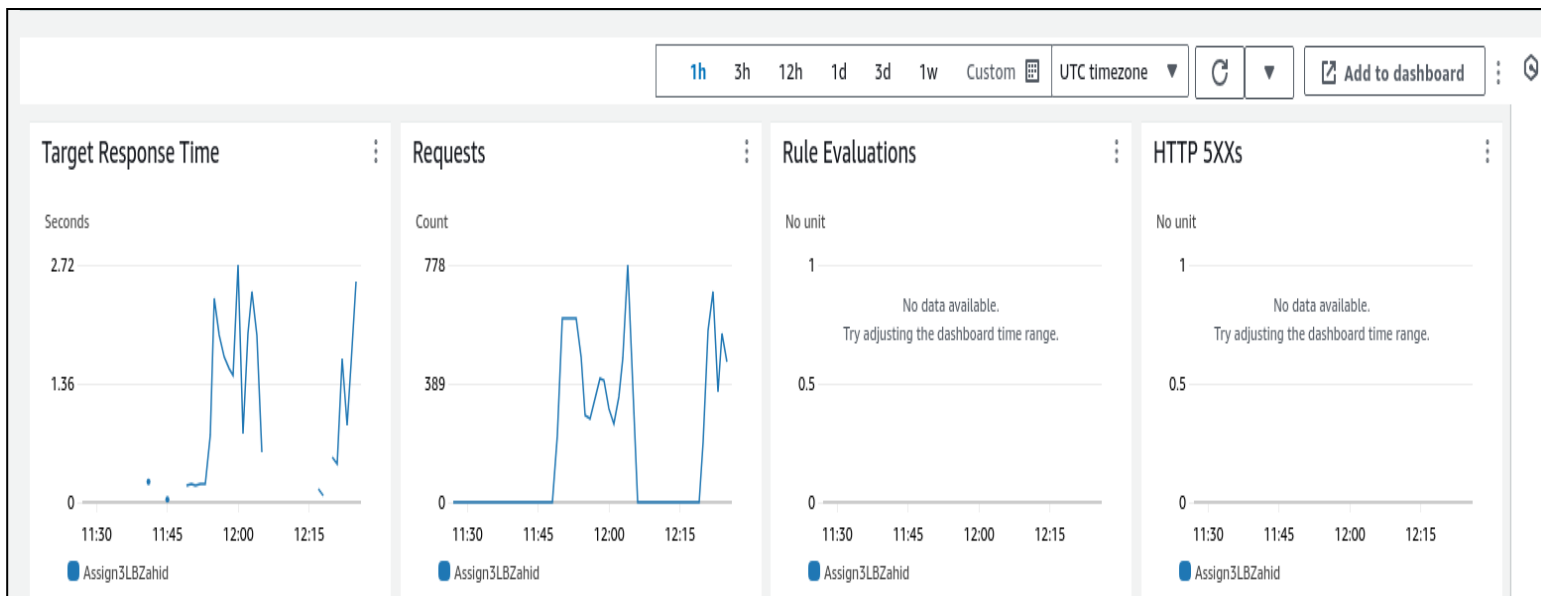 1h 3h 12h 1d 3d 1w Custom UTC timezone Add to dashboard
Target Response Time
Seconds
2.72
1.36
0
11:30 11:45 12:00 12:15
Assign3LBZahid
Requests
Count
778
389
0
11:30 11:45 12:00 12:15
Assign3LBZahid
Rule Evaluations
No unit
1
No data available.
Try adjusting the dashboard time range.
0.5
0
11:30 11:45 12:00 12:15
Assign3LBZahid
HTTP 5XXs
No unit
1
No data available.
Try adjusting the dashboard time range.
0.5
0
11:30 11:45 12:00 12:15
Assign3LBZahid